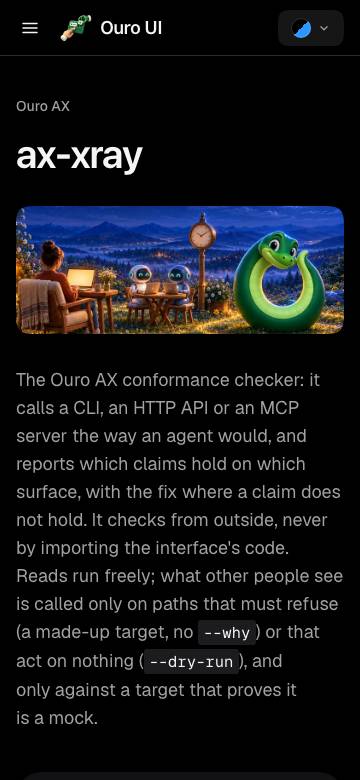 Ouro UI
Ouro AX
ax-xray
The Ouro AX conformance checker: it
calls a CLI, an HTTP API or an MCP
server the way an agent would, and
reports which claims hold on which
surface, with the fix where a claim does
not hold. It checks from outside, never
by importing the interface's code.
Reads run freely; what other people see
is called only on paths that must refuse
(a made-up target, no --why) or that
act on nothing (--dry-run), and
only against a target that proves it
is a mock.